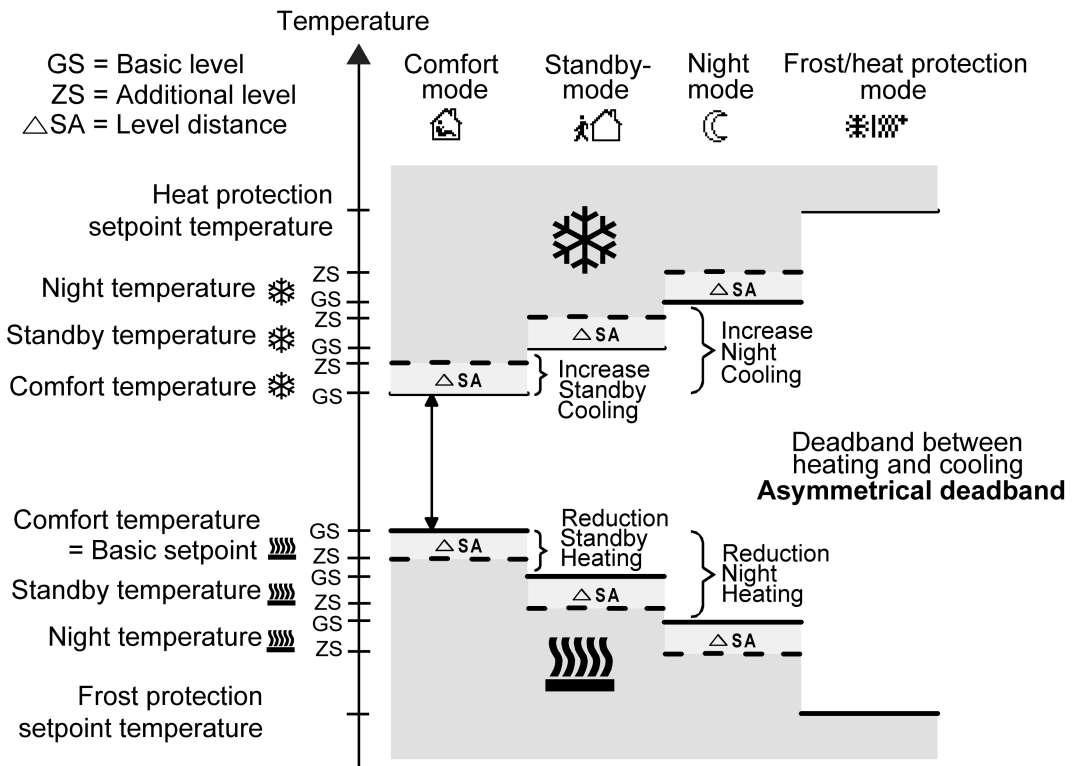 Temperature
GS = Basic level
ZS = Additional level
△SA = Level distance
Comfort
mode
Standby-
mode
Night
mode
Frost/heat protection
mode
Heat protection
setpoint temperature
Night temperature
ZS
GS
△SA
Standby temperature
ZS
GS
△SA
Comfort temperature
ZS
GS
△SA
Increase
Standby
Cooling
Increase
Night
Cooling
Deadband between
heating and cooling
Asymmetrical deadband
Comfort temperature
= Basic setpoint
GS
ZS
△SA
Reduction
Standby
Heating
Reduction
Night
Heating
Standby temperature
GS
ZS
△SA
Night temperature
GS
ZS
△SA
Frost protection
setpoint temperature